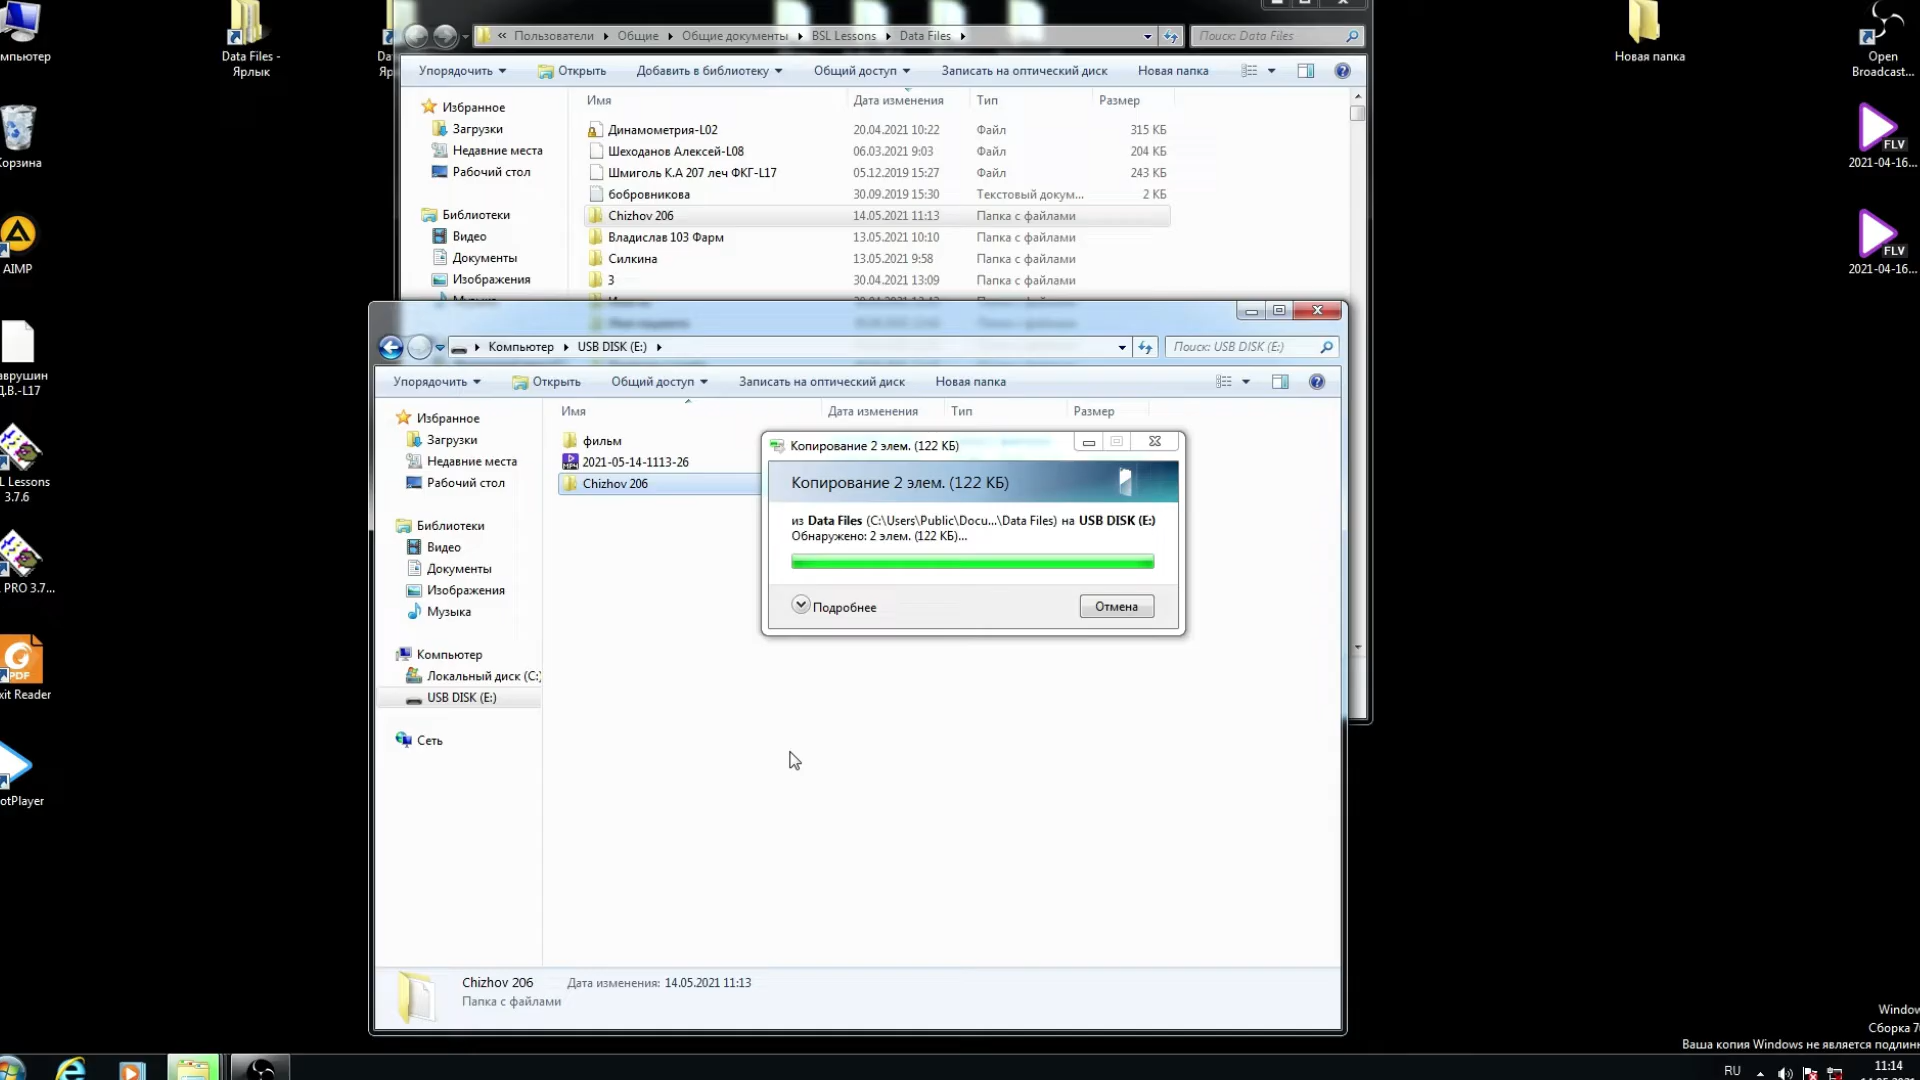 мпьютер
Data Files -
Ярлык
Новая папка
Open
Broadcast...
« Пользователи
Общие
Общие документы
BSL Lessons
Data Files
Поиск: Data Files
Упорядочить
Открыть
Добавить в библиотеку
Общий доступ
Записать на оптический диск
Новая папка
Избранное
Загрузки
Недавние места
Рабочий стол
Библиотеки
Видео
Документы
Изображения
Имя
Дата изменения
Тип
Размер
Динамометрия-L02 20.04.2021 10:22 Файл 315 КБ
Шеходанов Алексей-L08 06.03.2021 9:03 Файл 204 КБ
Шмиголь К.А 207 леч ФКГ-L17 05.12.2019 15:27 Файл 243 КБ
бобровникова 30.09.2019 15:30 Текстовый докум... 2 КБ
Chizhov 206 14.05.2021 11:13 Папка с файлами
Владислав 103 Фарм 13.05.2021 10:10 Папка с файлами
Силкина 13.05.2021 9:58 Папка с файлами
3 30.04.2021 13:09 Папка с файлами
орзина
AIMP
аврушин
Д.В.-L17
L Lessons
3.7.6
PRO 3.7...
PDF
xit Reader
otPlayer
FLV
2021-04-16...
FLV
2021-04-16...
Компьютер
USB DISK (E:)
Поиск: USB DISK (E:)
Упорядочить
Открыть
Общий доступ
Записать на оптический диск
Новая папка
Избранное
Загрузки
Недавние места
Рабочий стол
Библиотеки
Видео
Документы
Изображения
Музыка
Компьютер
Локальный диск (C:)
USB DISK (E:)
Сеть
Имя
Дата изменения
Тип
Размер
фильм
2021-05-14-1113-26
Chizhov 206
Копирование 2 элем. (122 КБ)
Копирование 2 элем. (122 КБ)
из Data Files (C:\Users\Public\Docu...\Data Files) на USB DISK (E:)
Обнаружено: 2 элем. (122 КБ)...
Подробнее
Отмена
Chizhov 206 Дата изменения: 14.05.2021 11:13
Папка с файлами
Window
Сборка 7
Ваша копия Windows не является подлин
RU
11:14